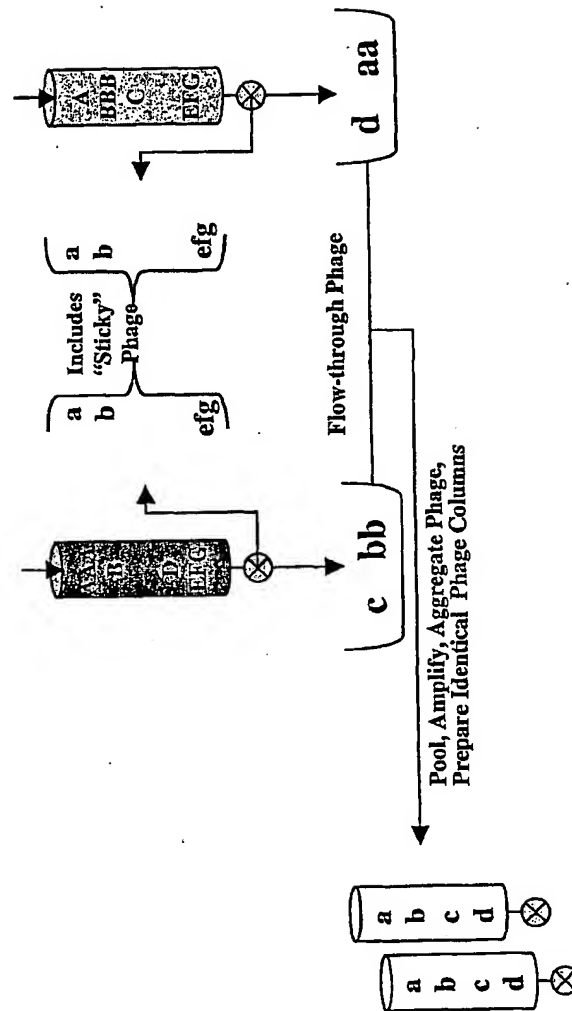 B
D
EFG
a
b
efg
Includes
"Sticky"
Phage
a
b
efg
A
BBB
C
EFG
c bb
Flow-through Phage
d aa
Pool, Amplify, Aggregate Phage,
Prepare Identical Phage Columns
a
b
c
d
a
b
c
d